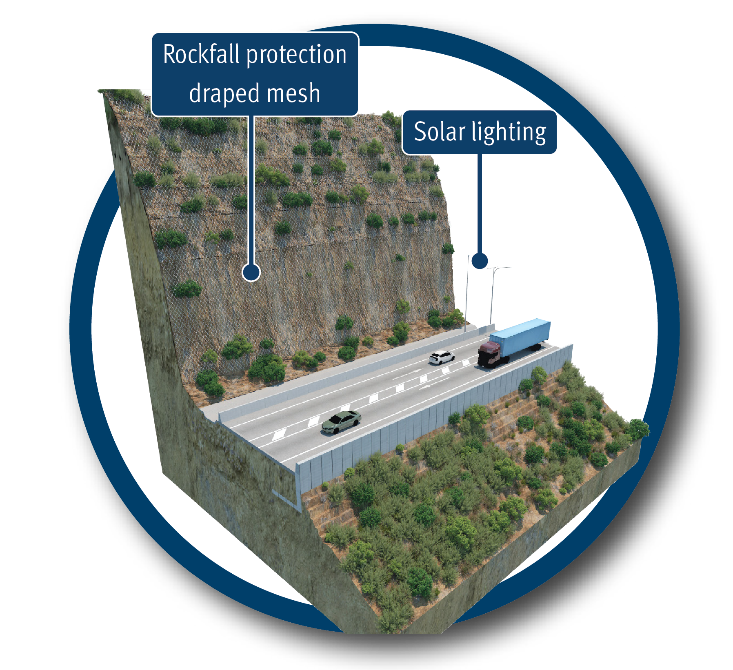 Rockfall protection
draped mesh
Solar lighting